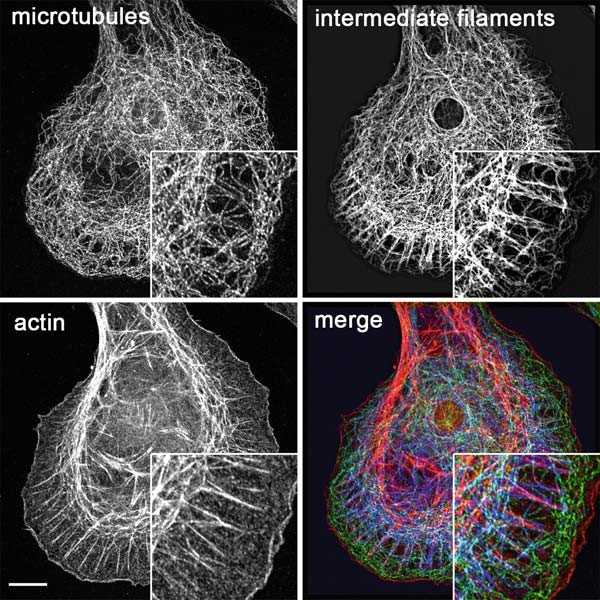 microtubules
intermediate filaments
actin
merge